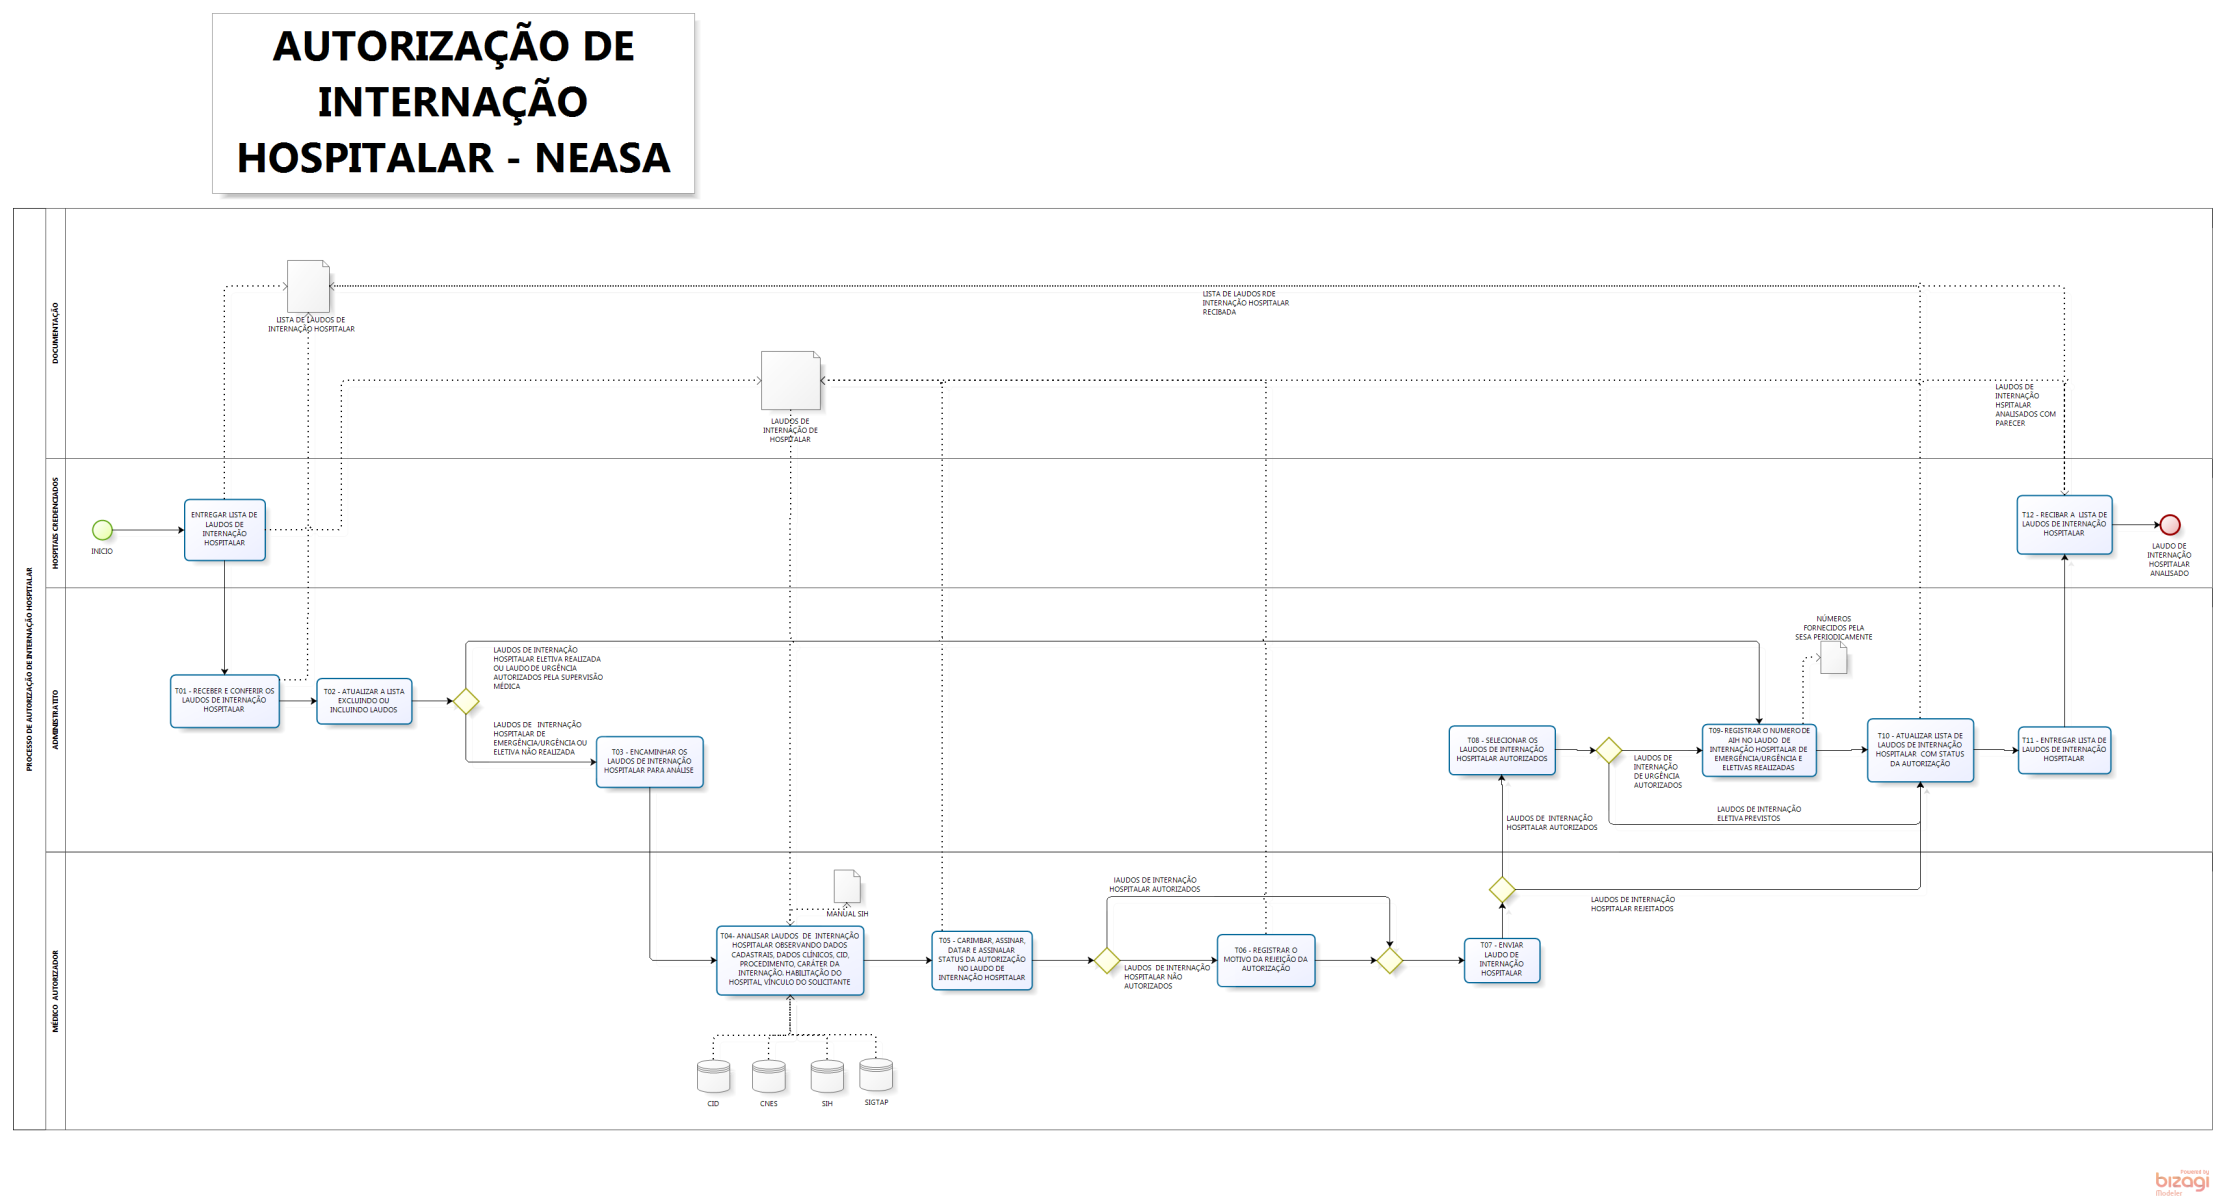 AUTORIZAÇÃO DE
INTERNAÇÃO
HOSPITALAR - NEASA
PROCESSO DE AUTORIZAÇÃO DE INTERNAÇÃO HOSPITALAR
DOCUMENTAÇÃO
LISTA DE LAUDOS DE
INTERNAÇÃO HOSPITALAR
LISTA DE LAUDOS RDE
INTERNAÇÃO HOSPITALAR
RECIBADA
LAUDOS DE
INTERNAÇÃO DE
HOSPITALAR
LAUDOS DE
INTERNAÇÃO
HSPITALAR
ANALISADOS COM
PARECER
HOSPITAIS CREDENCIADOS
INICIO
ENTREGAR LISTA DE
LAUDOS DE
INTERNAÇÃO
HOSPITALAR
T12 - RECIBAR A LISTA DE
LAUDOS DE INTERNAÇÃO
HOSPITALAR
LAUDO DE
INTERNAÇÃO
HOSPITALAR
ANALISADO
ADMINISTRATITO
T01 - RECEBER E CONFERIR OS
LAUDOS DE INTERNAÇÃO
HOSPITALAR
T02 - ATUALIZAR A LISTA
EXCLUINDO OU
INCLUINDO LAUDOS
LAUDOS DE INTERNAÇÃO
HOSPITALAR ELETIVA REALIZADA
OU LAUDO DE URGÊNCIA
AUTORIZADOS PELA SUPERVISÃO
MÉDICA
LAUDOS DE INTERNAÇÃO
HOSPITALAR DE
EMERGÊNCIA/URGÊNCIA OU
ELETIVA NÃO REALIZADA
T03 - ENCAMINHAR OS
LAUDOS DE INTERNAÇÃO
HOSPITALAR PARA ANÁLISE
NÚMEROS
FORNECIDOS PELA
SESA PERIODICAMENTE
T08 - SELECIONAR OS
LAUDOS DE INTERNAÇÃO
HOSPITALAR AUTORIZADOS
LAUDOS DE
INTERNAÇÃO
DE URGÊNCIA
AUTORIZADOS
T09- REGISTRAR O NUMERO DE
AIH NO LAUDO DE
INTERNAÇÃO HOSPITALAR DE
EMERGÊNCIA/URGÊNCIA E
ELETIVAS REALIZADAS
T10 - ATUALIZAR LISTA DE
LAUDOS DE INTERNAÇÃO
HOSPITALAR COM STATUS
DA AUTORIZAÇÃO
T11 - ENTREGAR LISTA DE
LAUDOS DE INTERNAÇÃO
HOSPITALAR
LAUDOS DE INTERNAÇÃO
ELETIVA PREVISTOS
LAUDOS DE INTERNAÇÃO
HOSPITALAR AUTORIZADOS
MÉDICO AUTORIZADOR
MANUAL SIH
T04- ANALISAR LAUDOS DE INTERNAÇÃO
HOSPITALAR OBSERVANDO DADOS
CADASTRAIS, DADOS CLÍNICOS, CID,
PROCEDIMENTO, CARÁTER DA
INTERNAÇÃO. HABILITAÇÃO DO
HOSPITAL, VÍNCULO DO SOLICITANTE
T05 - CARIMBAR, ASSINAR,
DATAR E ASSINALAR
STATUS DA AUTORIZAÇÃO
NO LAUDO DE
INTERNAÇÃO HOSPITALAR
lAUDOS DE INTERNAÇÃO
HOSPITALAR AUTORIZADOS
LAUDOS DE INTERNAÇÃO
HOSPITALAR NÃO
AUTORIZADOS
T06 - REGISTRAR O
MOTIVO DA REJEIÇÃO DA
AUTORIZAÇÃO
T07 - ENVIAR
LAUDO DE
INTERNAÇÃO
HOSPITALAR
LAUDOS DE INTERNAÇÃO
HOSPITALAR REJEITADOS
CID
CNES
SIH
SIGTAP
Powered by
bizagi
Modeler